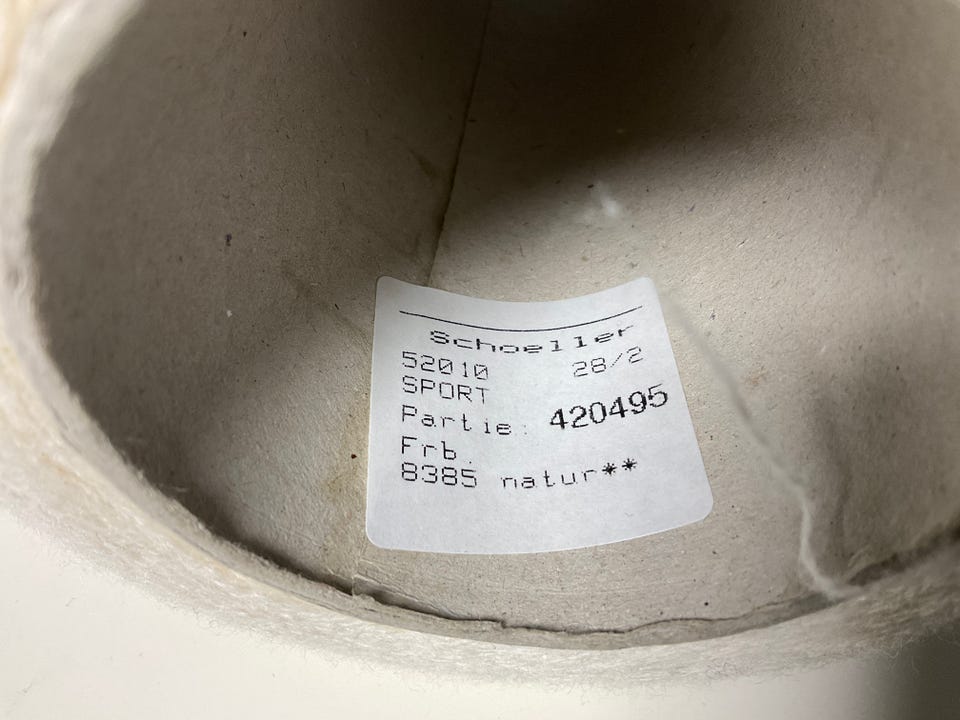 Schoeller
52010 28/2
SPORT
Partie: 420495
Frb.
8385 natur**